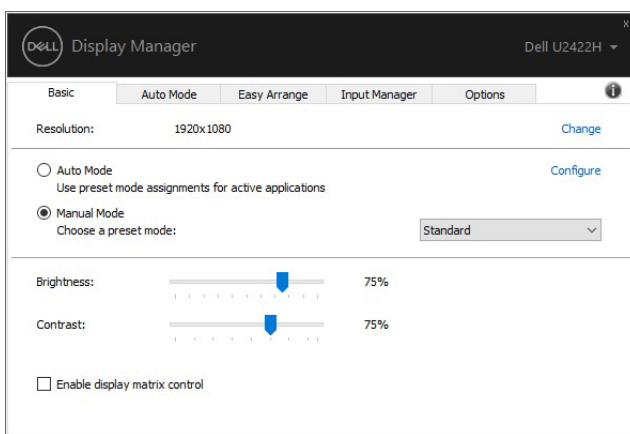 x
DELL Display Manager Dell U2422H
Basic Auto Mode Easy Arrange Input Manager Options
Resolution: 1920x1080 Change
Auto Mode Configure
Use preset mode assignments for active applications
Manual Mode
Choose a preset mode: Standard
Brightness: 75%
Contrast: 75%
Enable display matrix control